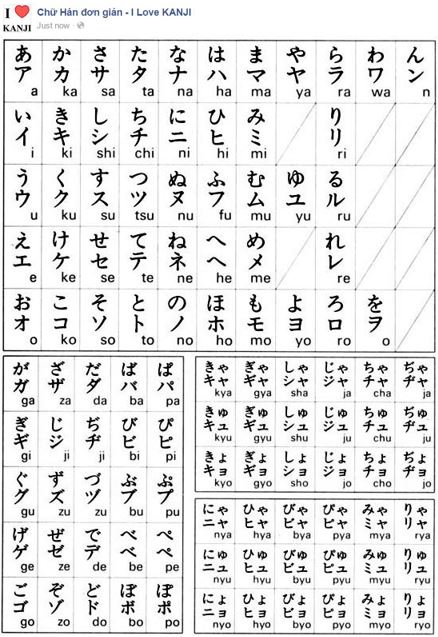 I ❤ KANJI
Chữ Hán đơn giản - I Love KANJI
Just now
あ か さ た な は ま や ら わ ん
ア カ サ タ ナ ハ マ ヤ ラ ワ ン
a ka sa ta na ha ma ya ra wa n
い き し ち に ひ み り
イ キ シ チ ニ ヒ ミ リ
i ki shi chi ni hi mi ri
う く す つ ぬ ふ む ゆ る
ウ ク ス ツ ヌ フ ム ユ ル
u ku su tsu nu fu mu yu ru
え け せ て ね へ め れ
エ ケ セ テ ネ ヘ メ レ
e ke se te ne he me re
お こ そ と の ほ も よ ろ を
オ コ ソ ト ノ ホ モ ヨ ロ ヲ
o ko so to no ho mo yo ro o
が ざ だ ば ぱ
ガ ザ ダ バ パ
ga za da ba pa
ぎ じ ぢ び ぴ
ギ ジ ヂ ビ ピ
gi ji ji bi pi
ぐ ず づ ぶ ぷ
グ ズ ヅ ブ プ
gu zu zu bu pu
げ ぜ で べ ぺ
ゲ ゼ デ ベ ペ
ge ze de be pe
ご ぞ ど ぼ ぽ
ゴ ゾ ド ボ ポ
go zo do bo po
きゃ ぎゃ しゃ じゃ ちゃ ぢゃ
キャ ギャ シャ ジャ チャ ヂャ
kya gya sha ja cha ja
きゅ ぎゅ しゅ じゅ ちゅ ぢゅ
キュ ギュ シュ ジュ チュ ヂュ
kyu gyu shu ju chu ju
きょ ぎょ しょ じょ ちょ ぢょ
キョ ギョ ショ ジョ チョ ヂョ
kyo gyo sho jo cho jo
にゃ ひゃ びゃ ぴゃ みゃ りゃ
ニャ ヒャ ビャ ピャ ミャ リャ
nya hya bya pya mya rya
にゅ ひゅ びゅ ぴゅ みゅ りゅ
ニュ ヒュ ビュ ピュ ミュ リュ
nyu hyu byu pyu myu ryu
にょ ひょ びょ ぴょ みょ りょ
ニョ ヒョ ビョ ピョ ミョ リョ
nyo hyo byo pyo myo ryo